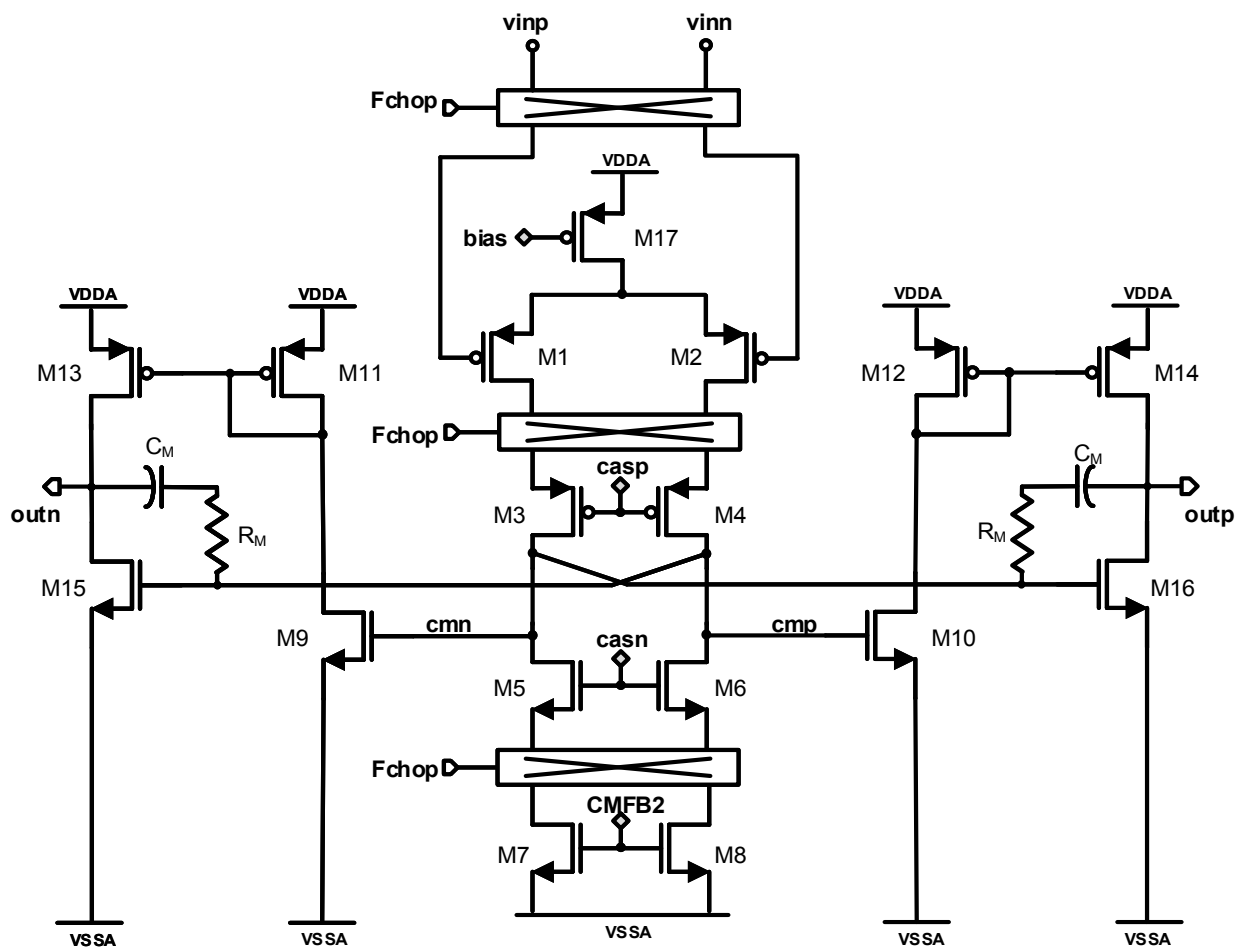 vinp vinn
Fchop
VDDA
bias M17
VDDA VDDA VDDA VDDA
M13 M11 M1 M2 M12 M14
Fchop
CM casp CM
outn M3 M4 outp
RM RM
M15 M16
M9 cmn casn cmp M10
M5 M6
Fchop
CMFB2
M7 M8
VSSA VSSA VSSA VSSA VSSA